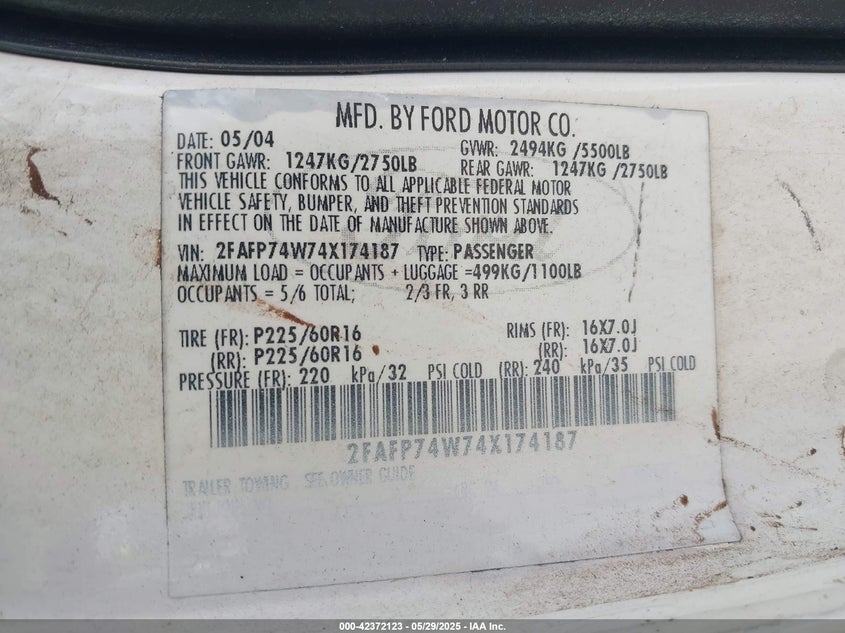 MFD. BY FORD MOTOR CO.
DATE: 05/04 GVWR: 2494KG /5500LB
FRONT GAWR: 1247KG/2750LB REAR GAWR: 1247KG /2750LB
THIS VEHICLE CONFORMS TO ALL APPLICABLE FEDERAL MOTOR
VEHICLE SAFETY, BUMPER, AND THEFT PREVENTION STANDARDS
IN EFFECT ON THE DATE OF MANUFACTURE SHOWN ABOVE.
VIN: 2FAFP74W74X174187 TYPE: PASSENGER
MAXIMUM LOAD = OCCUPANTS + LUGGAGE =499KG/1100LB
OCCUPANTS = 5/6 TOTAL; 2/3 FR, 3 RR
TIRE (FR): P225/60R16 RIMS (FR): 16X7.0J
(RR): P225/60R16 (RR): 16X7.0J
PRESSURE (FR): 220 kPa/32 PSI COLD (RR): 240 kPa/35 PSI COLD
2FAFP74W74X174187
TRAILER TOWING SEE OWNER GUIDE
000-42372123 — 05/29/2025 — IAA Inc.